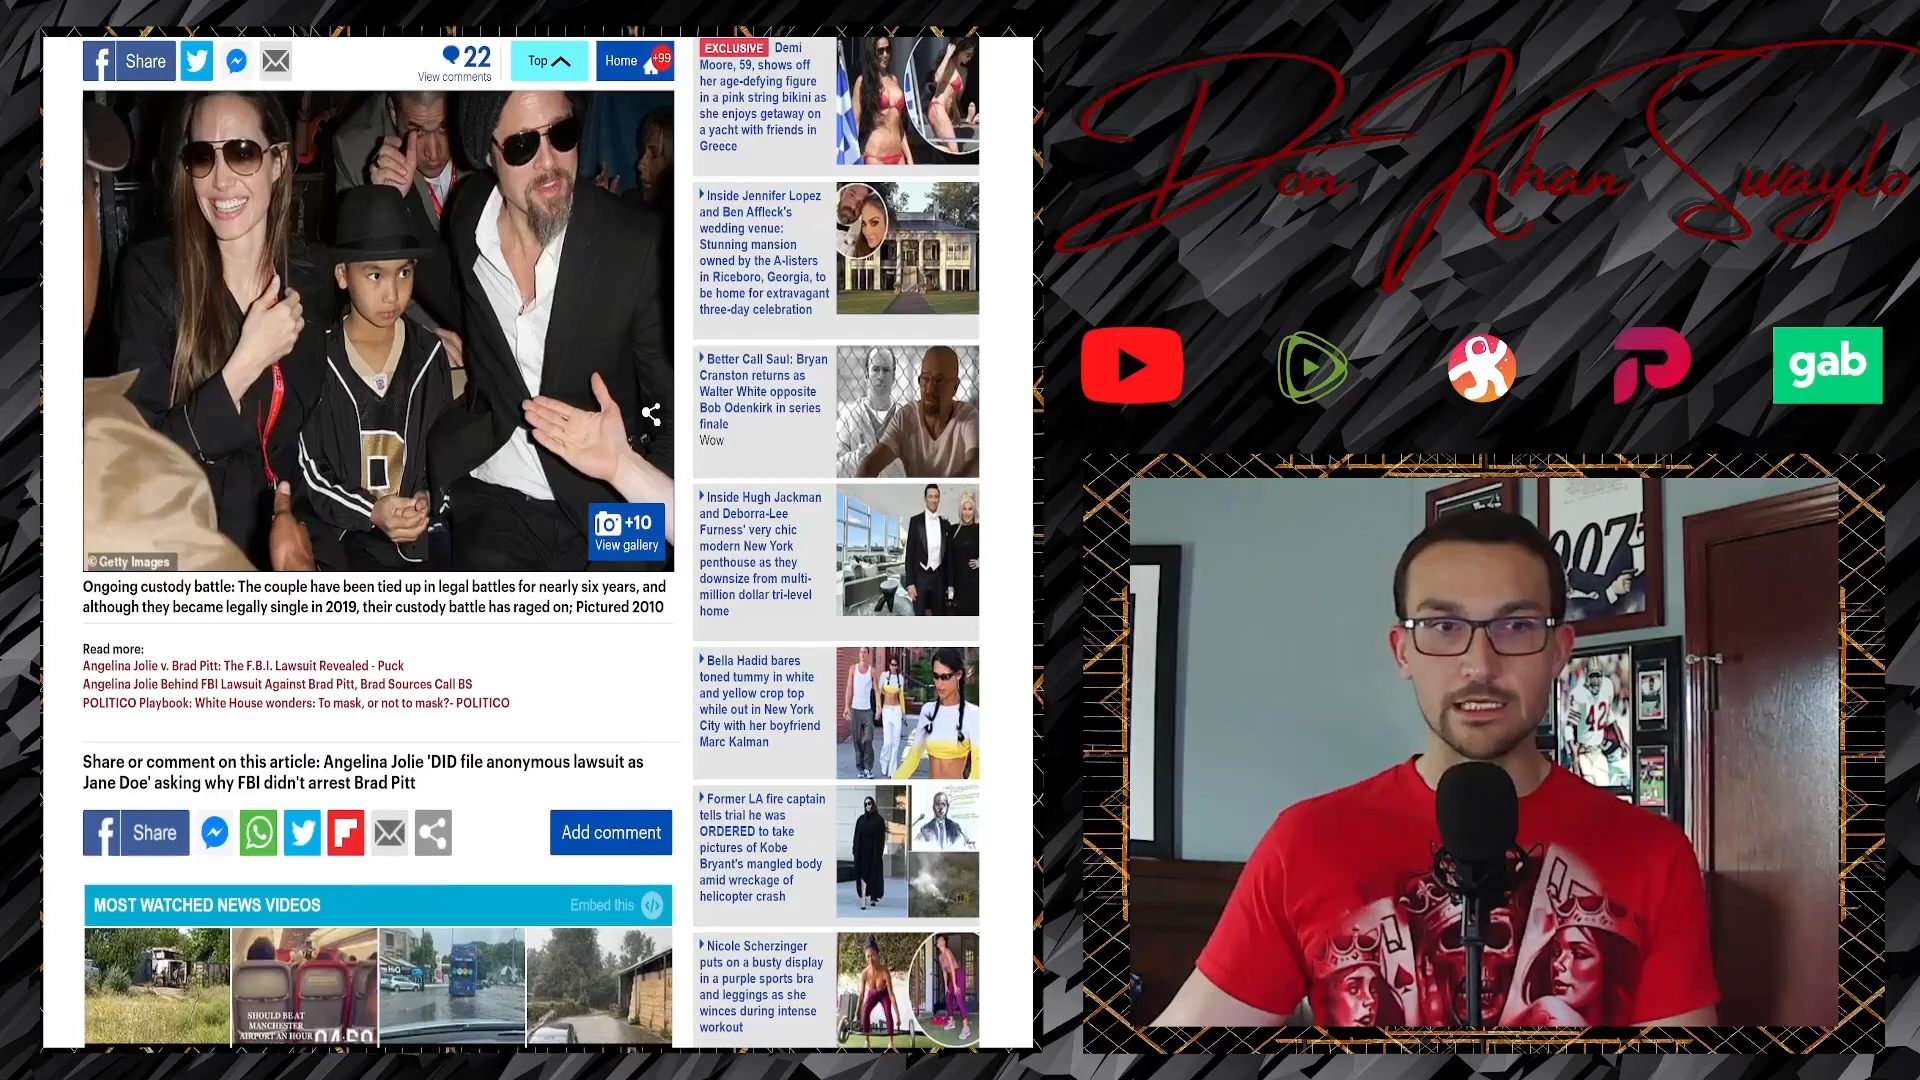 Share
22
View comments
Top
Home
+99
© Getty Images
+10
View gallery
Ongoing custody battle: The couple have been tied up in legal battles for nearly six years, and
although they became legally single in 2019, their custody battle has raged on; Pictured 2010
Read more:
Angelina Jolie v. Brad Pitt: The F.B.I. Lawsuit Revealed - Puck
Angelina Jolie Behind FBI Lawsuit Against Brad Pitt, Brad Sources Call BS
POLITICO Playbook: White House wonders: To mask, or not to mask?- POLITICO
Share or comment on this article: Angelina Jolie 'DID file anonymous lawsuit as
Jane Doe' asking why FBI didn't arrest Brad Pitt
Share
Add comment
MOST WATCHED NEWS VIDEOS
Embed this
SHOULD BE AT
MANCHESTER
AIRPORT AN HOUR
EXCLUSIVE Demi
Moore, 59, shows off
her age-defying figure
in a pink string bikini as
she enjoys getaway on
a yacht with friends in
Greece
Inside Jennifer Lopez
and Ben Affleck's
wedding venue:
Stunning mansion
owned by the A-listers
in Riceboro, Georgia, to
be home for extravagant
three-day celebration
Better Call Saul: Bryan
Cranston returns as
Walter White opposite
Bob Odenkirk in series
finale
Wow
Inside Hugh Jackman
and Deborra-Lee
Furness' very chic
modern New York
penthouse as they
downsize from multi-
million dollar tri-level
home
Bella Hadid bares
toned tummy in white
and yellow crop top
while out in New York
City with her boyfriend
Marc Kalman
Former LA fire captain
tells trial he was
ORDERED to take
pictures of Kobe
Bryant's mangled body
amid wreckage of
helicopter crash
Nicole Scherzinger
puts on a busty display
in a purple sports bra
and leggings as she
winces during intense
workout
Don Khan Swaylo
gab
007
42